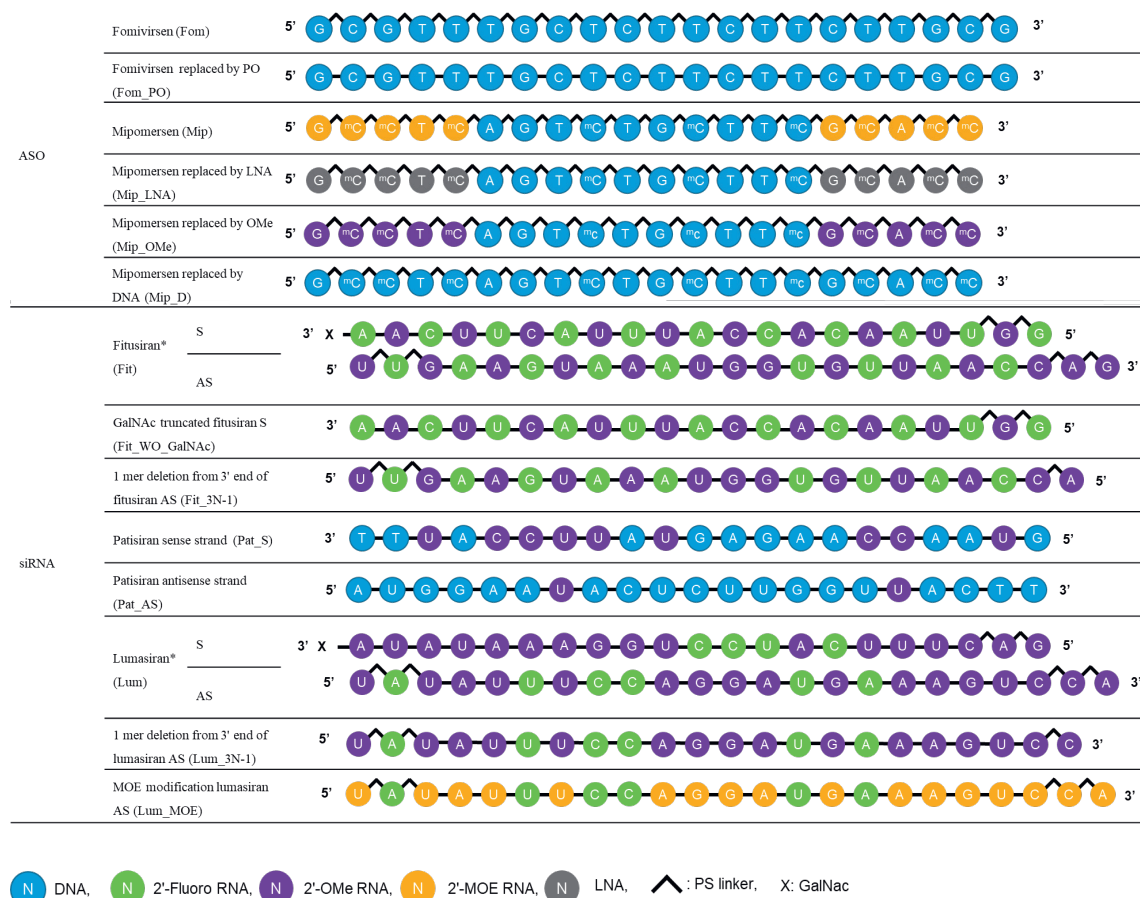 Fomivirsen (Fom) 5’ G C G T T T G C T C T T C T T C T T G C G 3’
Fomivirsen replaced by PO
(Fom_PO) 5’ G C G T T T G C T C T T C T T C T T G C G 3’
ASO
Mipomersen (Mip) 5’ G mC mC T mC A G T mC T G mC T T mC G mC A mC mC 3’
Mipomersen replaced by LNA
(Mip_LNA) 5’ G mC mC T mC A G T mC T G mC T T mC G mC A mC mC 3’
Mipomersen replaced by OMe
(Mip_OMe) 5’ G mC mC T mC A G T mc T G mc T T mc G mC A mC mC 3’
Mipomersen replaced by
DNA (Mip_D) 5’ G mC mC T mC A G T mC T G mC T T mc G mC A mC mC 3’
siRNA
Fitusiran*
(Fit)
S 3’ X A A C U U C A U U U A C C A C A A U U G G 5’
AS 5’ U U G A A G U A A A U G G U G U U A A C C A G 3’
GalNAc truncated fitusiran S
(Fit_WO_GalNAc) 3’ A A C U U C A U U U A C C A C A A U U G G 5’
1 mer deletion from 3' end of
fitusiran AS (Fit_3N-1) 5’ U U G A A G U A A A U G G U G U U A A C C A 5’
Patisiran sense strand (Pat_S) 3’ T T U A C C U U A U G A G A A C C A A U G 5’
Patisiran antisense strand
(Pat_AS) 5’ A U G G A A U A C U C U U G G U U A C T T 3’
Lumasiran*
(Lum)
S 3’ X A U A U A A A G G U C C U A C U U U C A G 5’
AS 5’ U A U A U U U C C A G G A U G A A A G U C C A 3’
1 mer deletion from 3' end of
lumasiran AS (Lum_3N-1) 5’ U A U A U U U C C A G G A U G A A A G U C C 3’
MOE modification lumasiran
AS (Lum_MOE) 5’ U A U A U U U C C A G G A U G A A A G U C C A 3’
N DNA, N 2'-Fluoro RNA, N 2'-OMe RNA, N 2'-MOE RNA, N LNA, : PS linker, X: GalNac